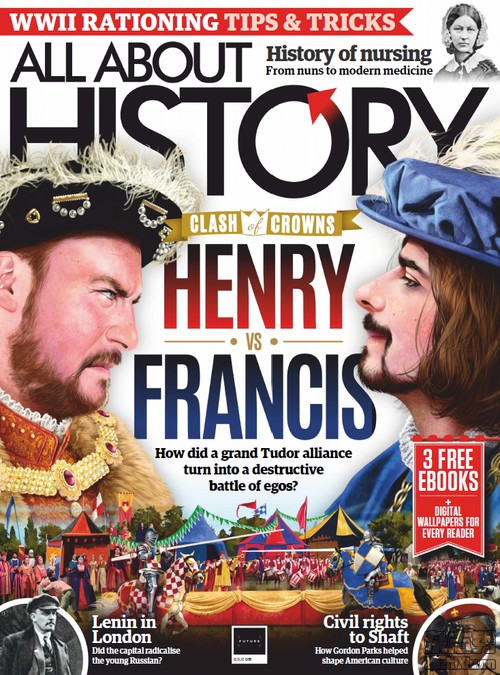 WWII RATIONING TIPS & TRICKS
History of nursing
From nuns to modern medicine
ALL ABOUT
HISTORY
CLASH of CROWNS
HENRY
VS
FRANCIS
How did a grand Tudor alliance
turn into a destructive
battle of egos?
3 FREE
EBOOKS
+
DIGITAL
WALLPAPERS FOR
EVERY READER
Lenin in
London
Did the capital radicalise
the young Russian?
FUTURE
Civil rights
to Shaft
How Gordon Parks helped
shape American culture